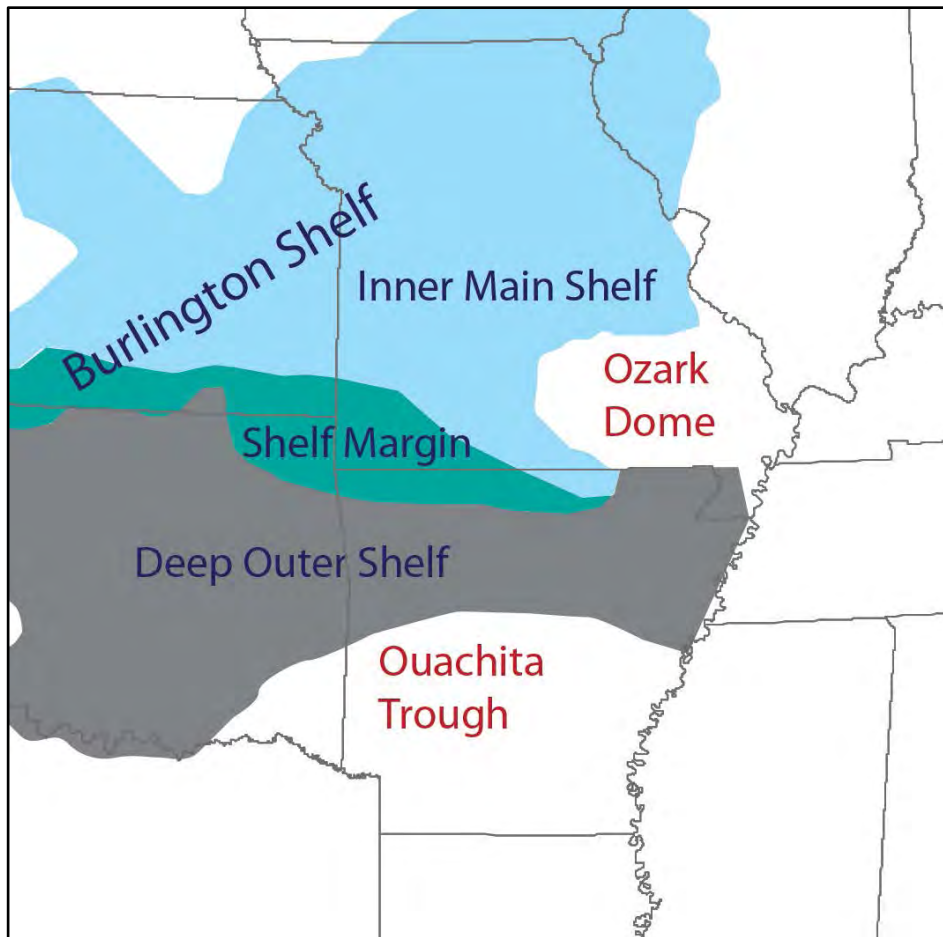 Burlington Shelf
Inner Main Shelf
Ozark
Dome
Shelf Margin
Deep Outer Shelf
Ouachita
Trough